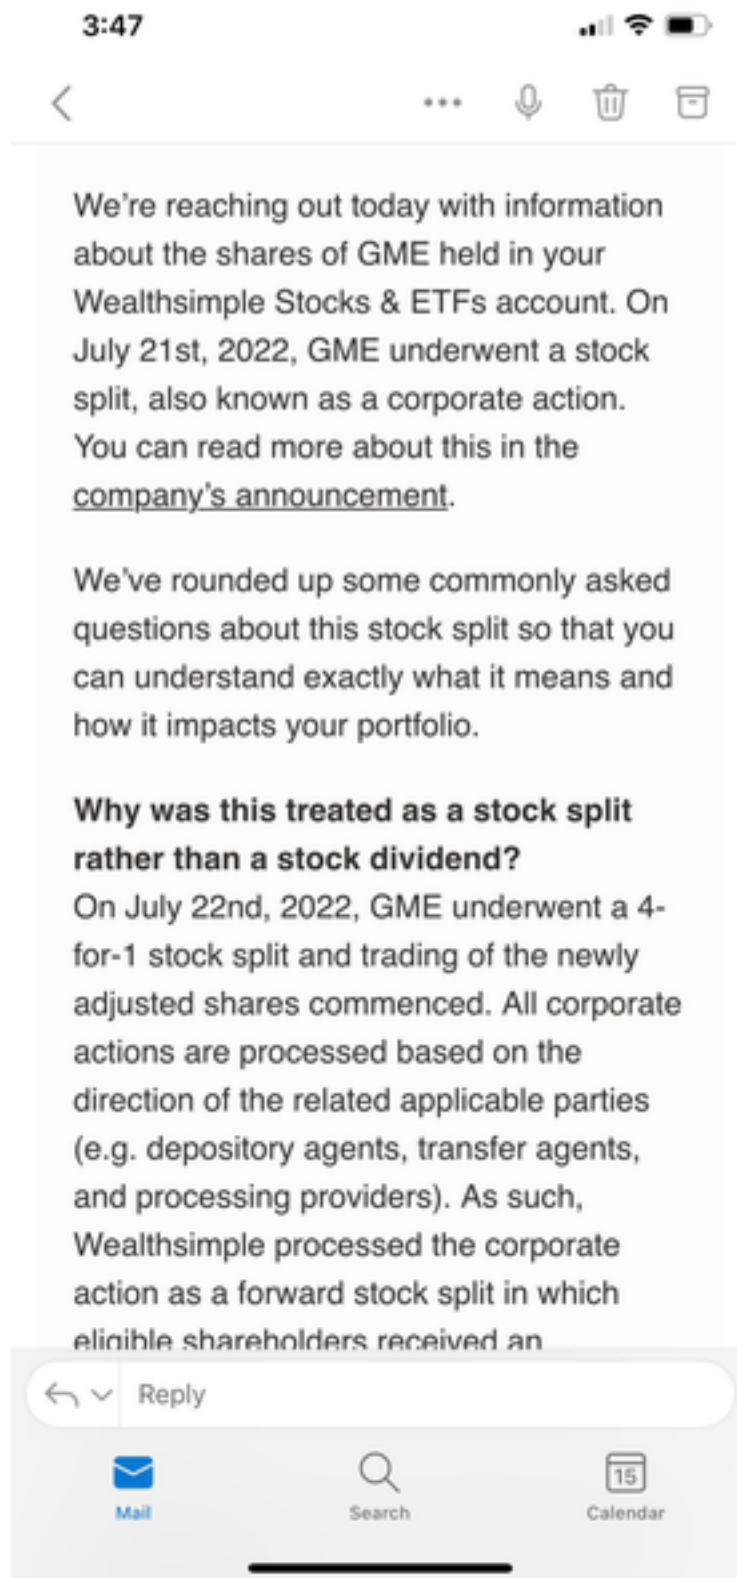 3:47
We're reaching out today with information
about the shares of GME held in your
Wealthsimple Stocks & ETFs account. On
July 21st, 2022, GME underwent a stock
split, also known as a corporate action.
You can read more about this in the
company's announcement.
We've rounded up some commonly asked
questions about this stock split so that you
can understand exactly what it means and
how it impacts your portfolio.
Why was this treated as a stock split
rather than a stock dividend?
On July 22nd, 2022, GME underwent a 4-
for-1 stock split and trading of the newly
adjusted shares commenced. All corporate
actions are processed based on the
direction of the related applicable parties
(e.g. depository agents, transfer agents,
and processing providers). As such,
Wealthsimple processed the corporate
action as a forward stock split in which
eligible shareholders received an
Reply
15
Mail
Search
Calendar